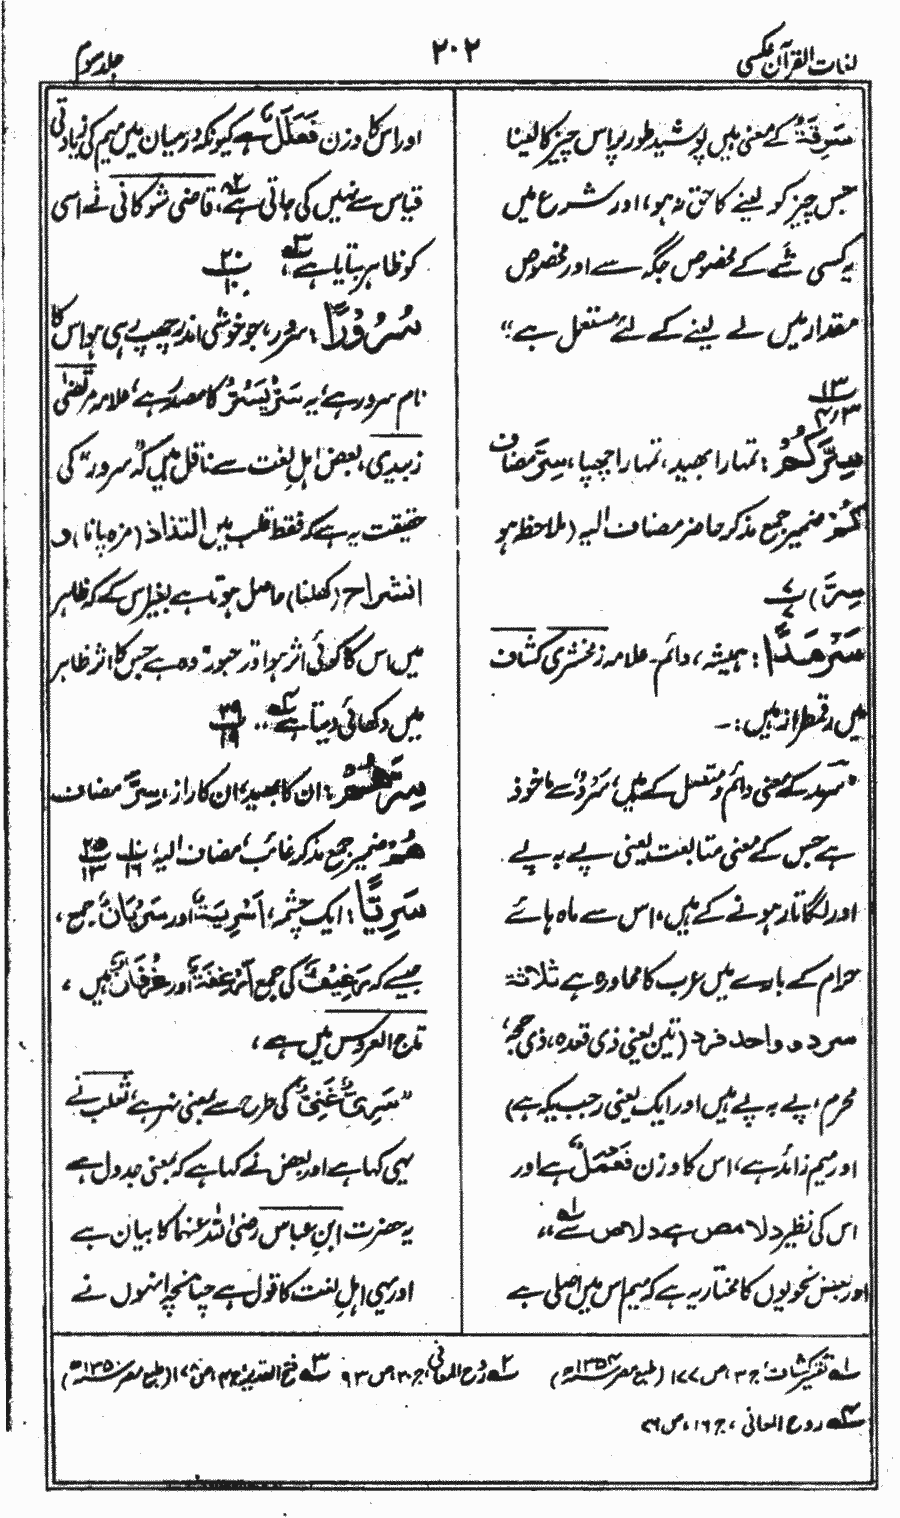 لغات القرآن عکسی
۲۰۲
جلد سوم
سَرِقَةٌ کے معنی ہیں پوشیدہ طور پر اس چیز کا لینا
جس چیز کو لینے کا حق نہ ہو، اور شرع میں
یہ کسی شے کے مخصوص جگہ سے اور مخصوص
مقدار میں لے لینے کے لئے مستعمل ہے۔"
۱۳
۳٫۳
سِرَّكُمْ: تمہارا بھید، تمہارا چھپا، سِرَّ مضاف
كُمْ ضمیر جمع مذکر حاضر مضاف الیہ (ملاحظہ ہو
سِرٌّ) پ ۷
۷
سَرْمَدًا: ہمیشہ، دائم۔ علامہ زمخشری کشاف
میں رقمطراز ہیں:۔
"سرمد کے معنی دائم و متصل کے ہیں، سَرْدٌ سے ماخوذ
ہے جس کے معنی متابعت یعنی پے بہ پے
اور لگاتار ہونے کے ہیں، اس سے ماہ ہائے
حرام کے بارے میں عرب کا محاورہ ہے ثلاثة
سرد و واحد فرد (تین یعنی ذی قعدہ، ذی حجہ،
محرم، پے بہ پے ہیں اور ایک یعنی رجب یکہ ہے)
اور میم زائد ہے، اس کا وزن فَعْمَلٌ ہے اور
اس کی نظیر دلامص ہے دلاص سے ۱ ،،
اور بعض نحویوں کا مختار یہ ہے کہ میم اس میں اصلی ہے
اور اس کا وزن فَعْلَلٌ ہے کیونکہ درمیان میں میم کی زیادتی
قیاس سے نہیں کی جاتی ہے ۲، قاضی شوکانی نے اسی
کو ظاہر بتایا ہے ۳، ۲۰
۱۰
سُرُوْرًا: سرور، جو خوشی اندر چھپ رہی ہو اس کا
نام سرور ہے، یہ سَرَّ يَسُرُّ کا مصدر ہے، علامہ مرتضیٰ
زبیدی، بعض اہل لغت سے ناقل ہیں کہ "سرور" کی
حقیقت یہ ہے کہ فقط قلب میں التذاذ (مزہ پانا) و
انشراح (کھلنا) حاصل ہوتا ہے بغیر اس کے کہ ظاہر
میں اس کا کوئی اثر ہو اور حبور" وہ ہے جس کا اثر ظاہر
میں دکھائی دیتا ہے ۴ ،، ۲۹
۱۹
سِرَّهُمْ: ان کا بھید، ان کا راز، سِرَّ مضاف
هُمْ ضمیر جمع مذکر غائب، مضاف الیہ، ۱۰ ۲۵
۱۶ ۱۳
سَرِيًّا: ایک چشمہ، اَسْرِيَةٌ اور سُرْيَانٌ جمع،
جیسے کہ رَغِيْفٌ کی جمع اَرْغِفَةٌ اور رُغْفَانٌ ہیں،
تاج العروس میں ہے،
"سَرِيٌّ غَنِيٌّ کی طرح سے بمعنی نہر ہے، ثعلب نے
یہی کہا ہے اور بعض نے کہا ہے کہ بمعنی جدول ہے
یہ حضرت ابن عباس رضی اللہ عنہما کا بیان ہے
اور یہی اہل لغت کا قول ہے چنانچہ انہوں نے
۱ تفسیر کشاف، ج ۳، ص ۱۷۷ (طبع مصر ۱۳۵۴ھ)
۲ روح المعانی، ج ۲۰، ص ۹۳
۳ فتح القدیر ج ۴، ص ۱۷۸ (طبع مصر ۱۳۵۰ھ)
۴ روح المعانی، ج ۱۶، ص ۷۶